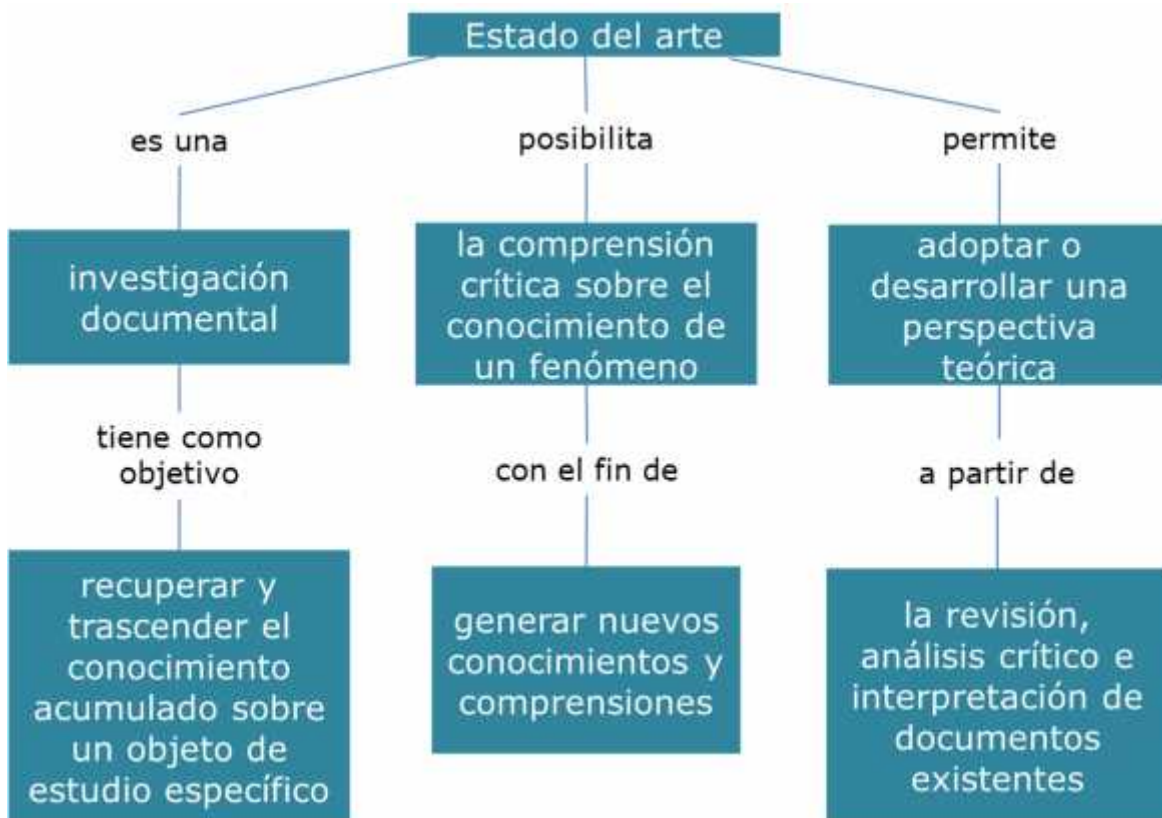 Estado del arte
es una
posibilita
permite
investigación
documental
la comprensión
crítica sobre el
conocimiento de
un fenómeno
adoptar o
desarrollar una
perspectiva
teórica
tiene como
objetivo
con el fin de
a partir de
recuperar y
trascender el
conocimiento
acumulado sobre
un objeto de
estudio específico
generar nuevos
conocimientos y
comprensiones
la revisión,
análisis crítico e
interpretación de
documentos
existentes